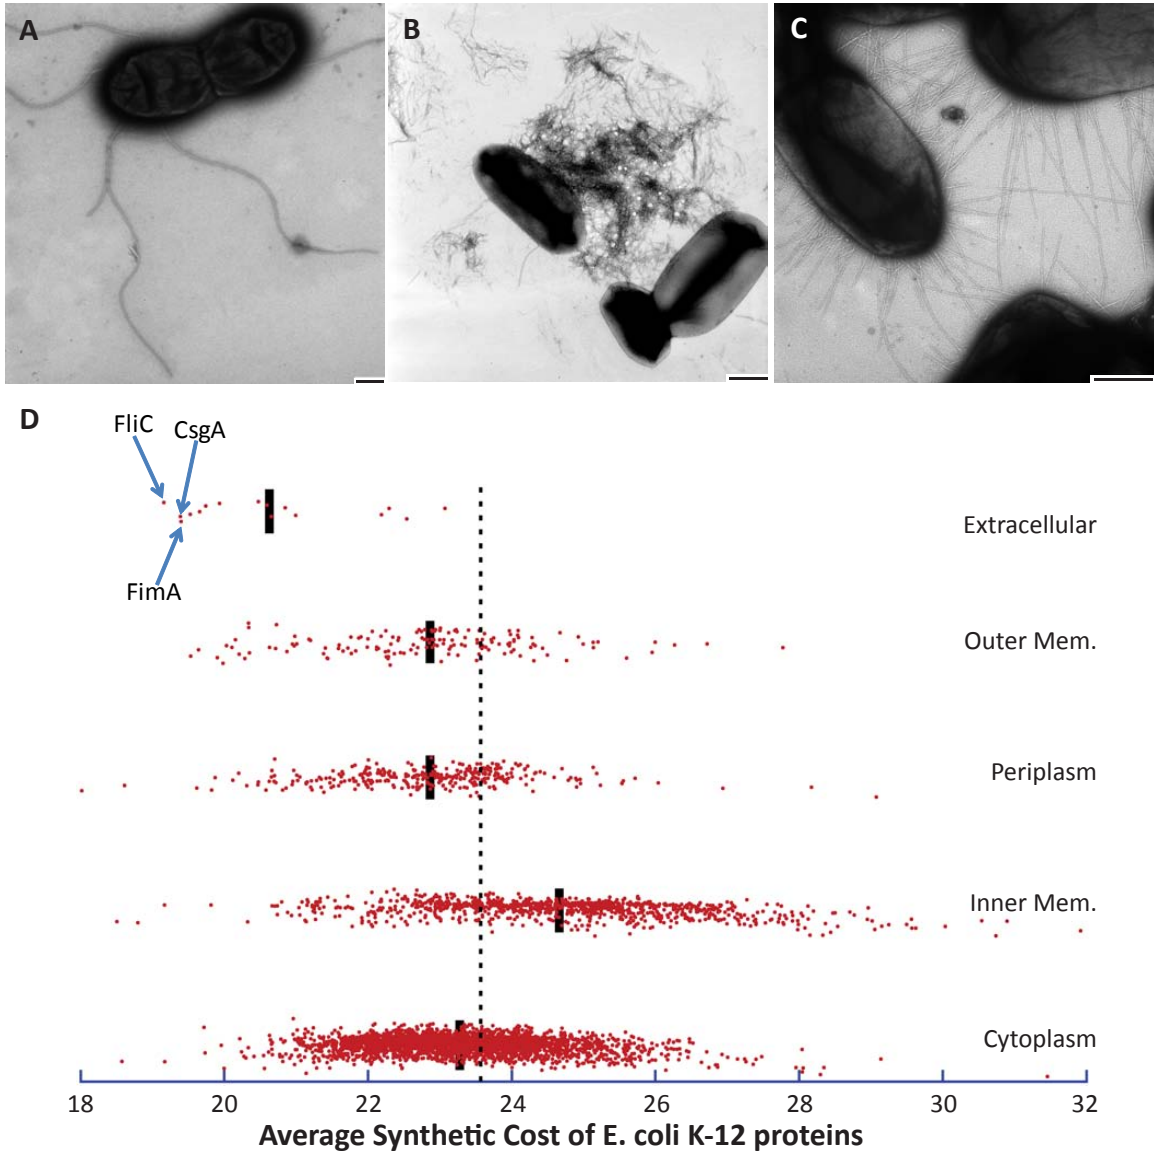 A
B
C
D
FliC
CsgA
FimA
Extracellular
Outer Mem.
Periplasm
Inner Mem.
Cytoplasm
18 20 22 24 26 28 30 32
Average Synthetic Cost of E. coli K-12 proteins